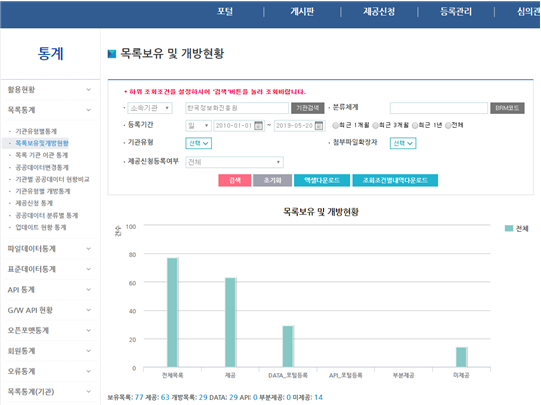 포털 게시판 제공신청 등록관리 심의관
통계
목록보유 및 개방현황
활용현황
목록통계
기관유형별통계
목록보유및개방현황
목록 기관 이관 통계
공공데이터변경통계
기관별 공공데이터 현황비교
기관유형별 개방통계
제공신청 통계
공공데이터 분류별 통계
업데이트 현황 통계
파일데이터통계
표준데이터통계
API 통계
G/W API 현황
오픈포맷통계
회원통계
오류통계
목록통계(기관)
* 하위 조회조건을 설정하시여 '검색'버튼을 눌러 조회바랍니다.
소속기관 한국정보화진흥원 기관검색 분류체계 BRM코드
등록기간 일 2010-01-01 ~ 2019-05-20 최근 1개월 최근 3개월 최근 1년 전체
기관유형 선택 첨부파일확장자 선택
제공신청등록여부 전체
검색 초기화 엑셀다운로드 조회조건별내역다운로드
목록보유 및 개방현황
건수
100
80
60
40
20
0
전체목록 제공 DATA_포털등록 API_포털등록 부분제공 미제공
전체
보유목록: 77 제공: 63 개방목록: 29 DATA: 29 API: 0 부분제공: 0 미제공: 14